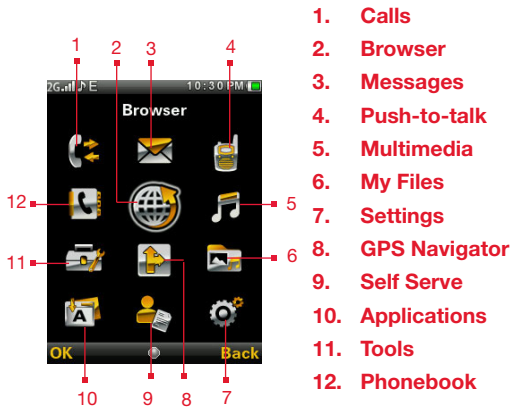 1 2 3 4
2G E 10:30 PM
Browser
12 5
11 6
A
OK Back
10 9 8 7
1. Calls
2. Browser
3. Messages
4. Push-to-talk
5. Multimedia
6. My Files
7. Settings
8. GPS Navigator
9. Self Serve
10. Applications
11. Tools
12. Phonebook